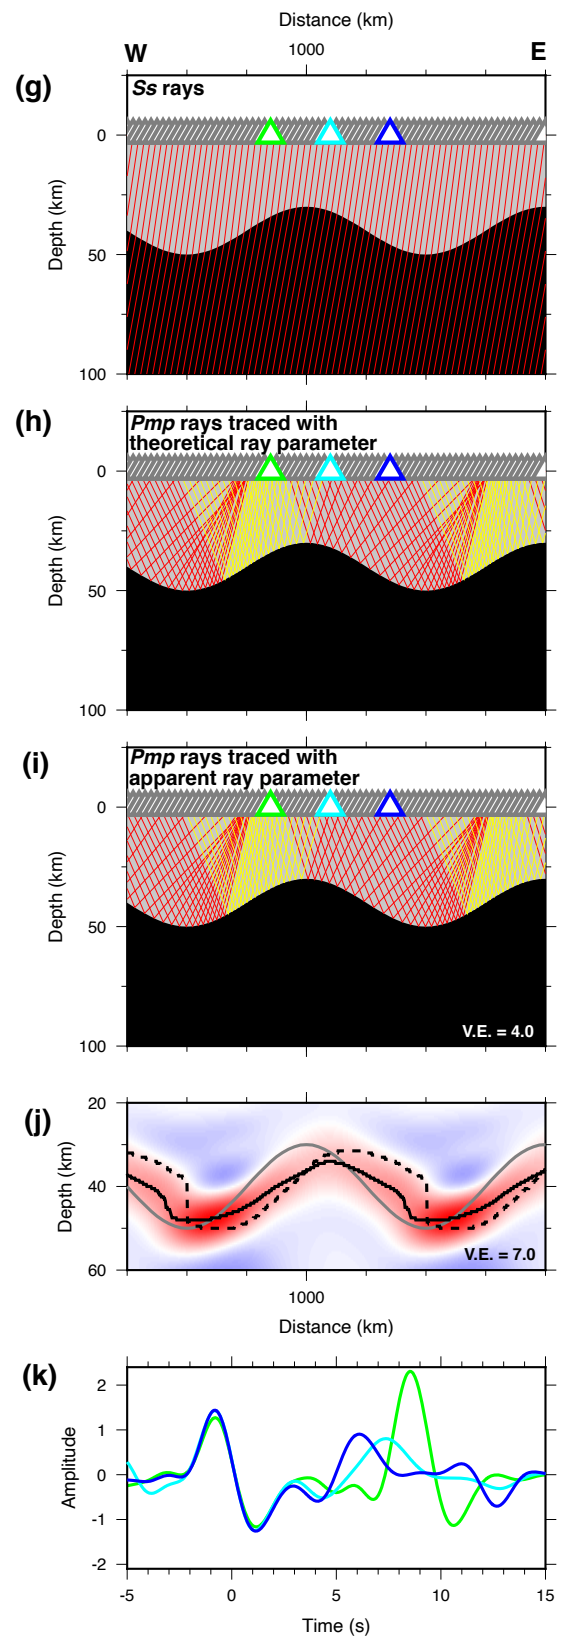 Distance (km)
W 1000 E
(g)
Ss rays
0
50
100
Depth (km)
(h)
Pmp rays traced with
theoretical ray parameter
0
50
100
Depth (km)
(i)
Pmp rays traced with
apparent ray parameter
0
50
100
Depth (km)
V.E. = 4.0
(j)
20
40
60
Depth (km)
V.E. = 7.0
1000
Distance (km)
(k)
2
1
0
-1
-2
Amplitude
-5 0 5 10 15
Time (s)